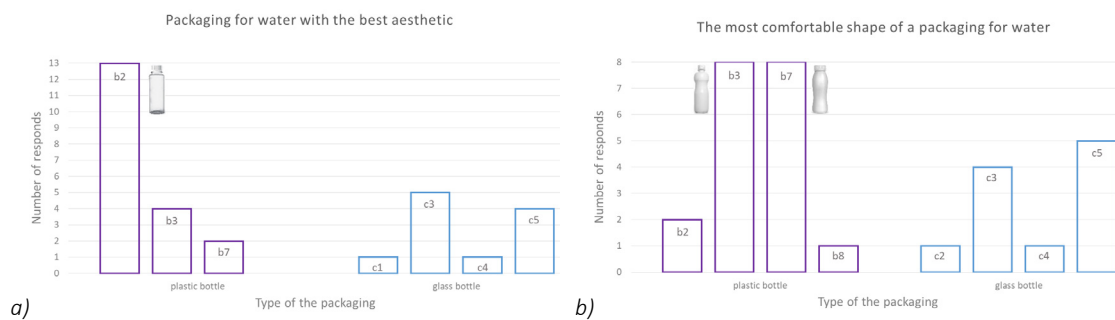 Packaging for water with the best aesthetic
Number of responds
13
12
11
10
9
8
7
6
5
4
3
2
1
0
b2
b3
b7
c1
c3
c4
c5
plastic bottle
glass bottle
Type of the packaging
a)
The most comfortable shape of a packaging for water
Number of responds
8
7
6
5
4
3
2
1
0
b2
b3
b7
b8
c2
c3
c4
c5
plastic bottle
glass bottle
Type of the packaging
b)